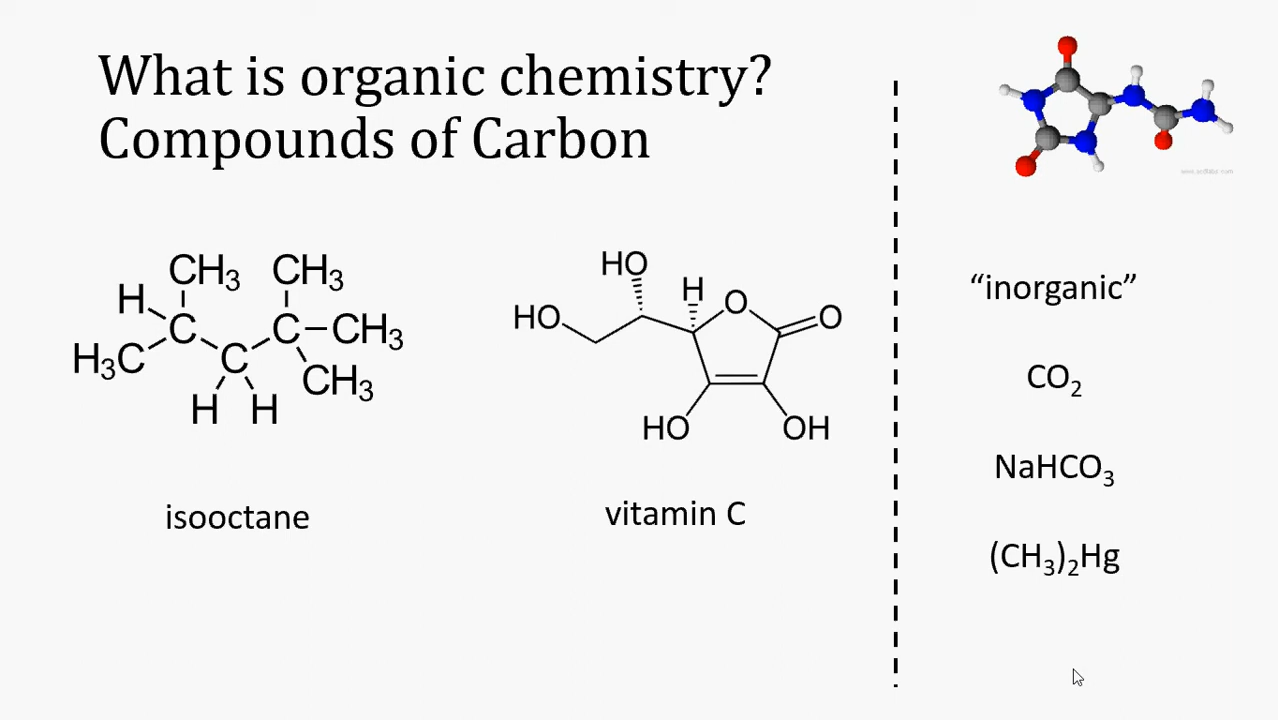 What is organic chemistry?
Compounds of Carbon
CH₃ CH₃
H
C C–CH₃
H₃C C
CH₃
H H
isooctane
HO
H
HO O O
HO OH
vitamin C
“inorganic”
CO₂
NaHCO₃
(CH₃)₂Hg